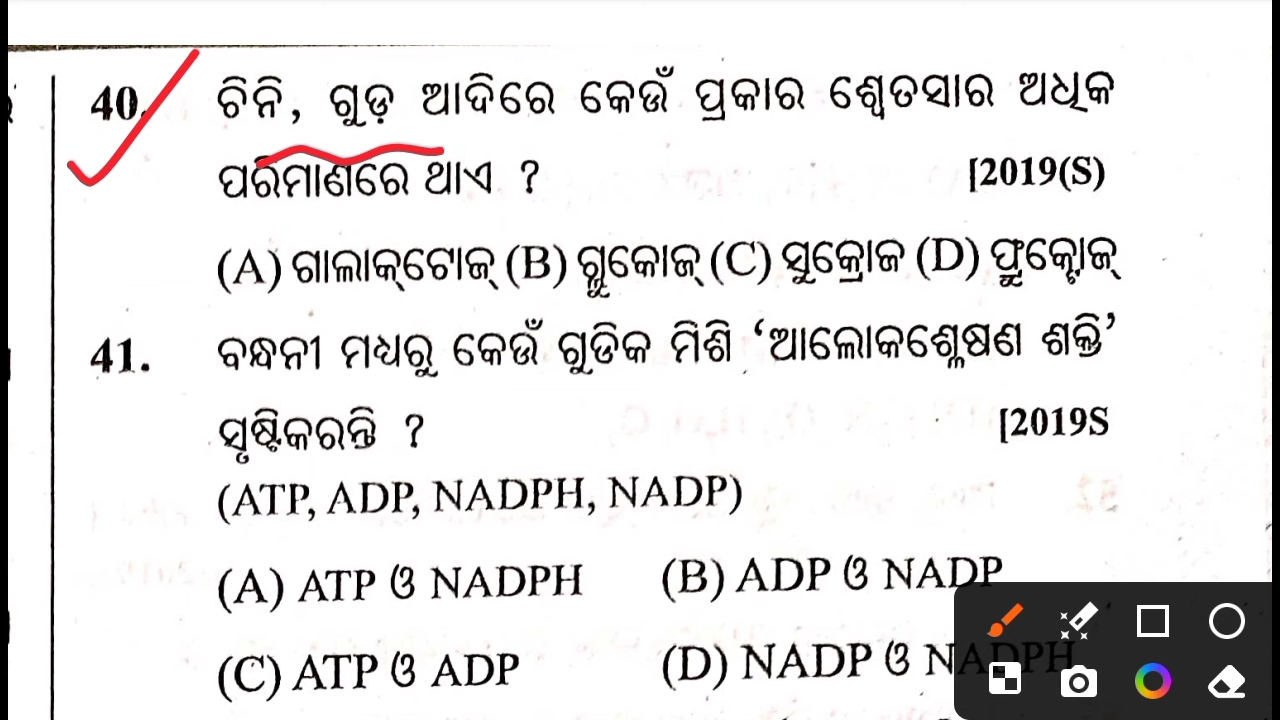 40. ଚିନି, ଗୁଡ଼ ଆଦିରେ କେଉଁ ପ୍ରକାର ଶ୍ଵେତସାର ଅଧିକ
ପରିମାଣରେ ଥାଏ ? [2019(S)
(A) ଗାଲାକ୍‌ଟୋଜ୍ (B) ଗ୍ଲୁକୋଜ୍ (C) ସୁକ୍ରୋଜ (D) ଫ୍ରୁକ୍ଟୋଜ୍
41. ବନ୍ଧନୀ ମଧ୍ୟରୁ କେଉଁ ଗୁଡିକ ମିଶି ‘ଆଲୋକଶ୍ଳେଷଣ ଶକ୍ତି’
ସୃଷ୍ଟିକରନ୍ତି ? [2019S
(ATP, ADP, NADPH, NADP)
(A) ATP ଓ NADPH (B) ADP ଓ NADP
(C) ATP ଓ ADP (D) NADP ଓ NADPH